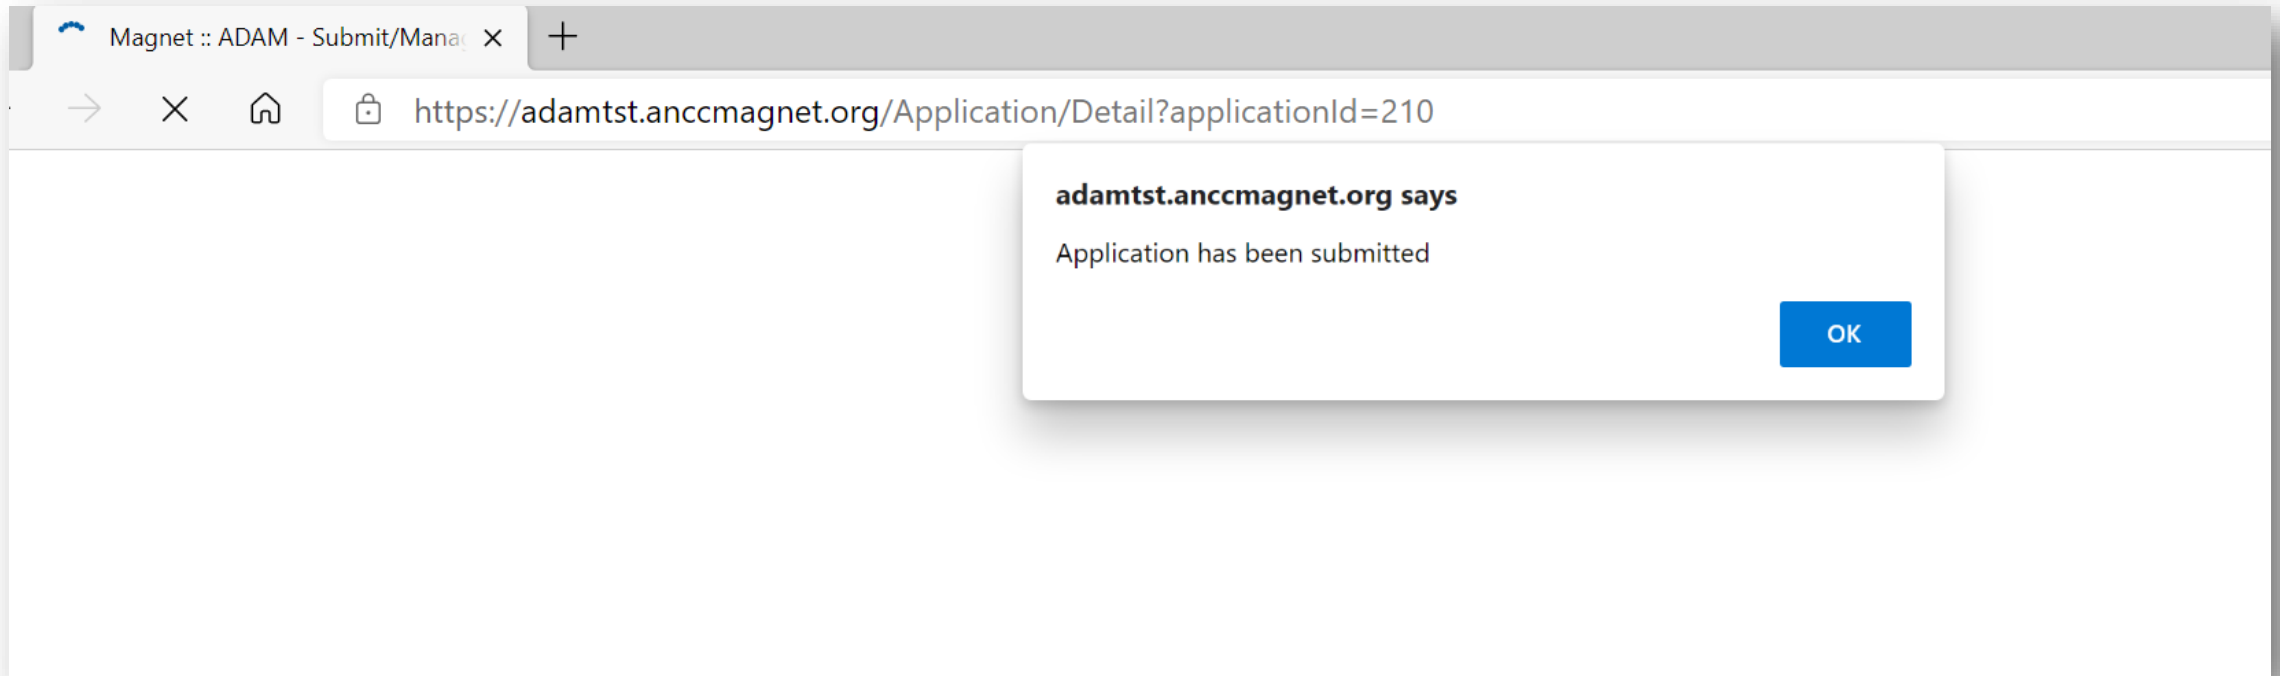 Magnet :: ADAM - Submit/Mana
https://adamtst.anccmagnet.org/Application/Detail?applicationId=210
adamtst.anccmagnet.org says
Application has been submitted
OK